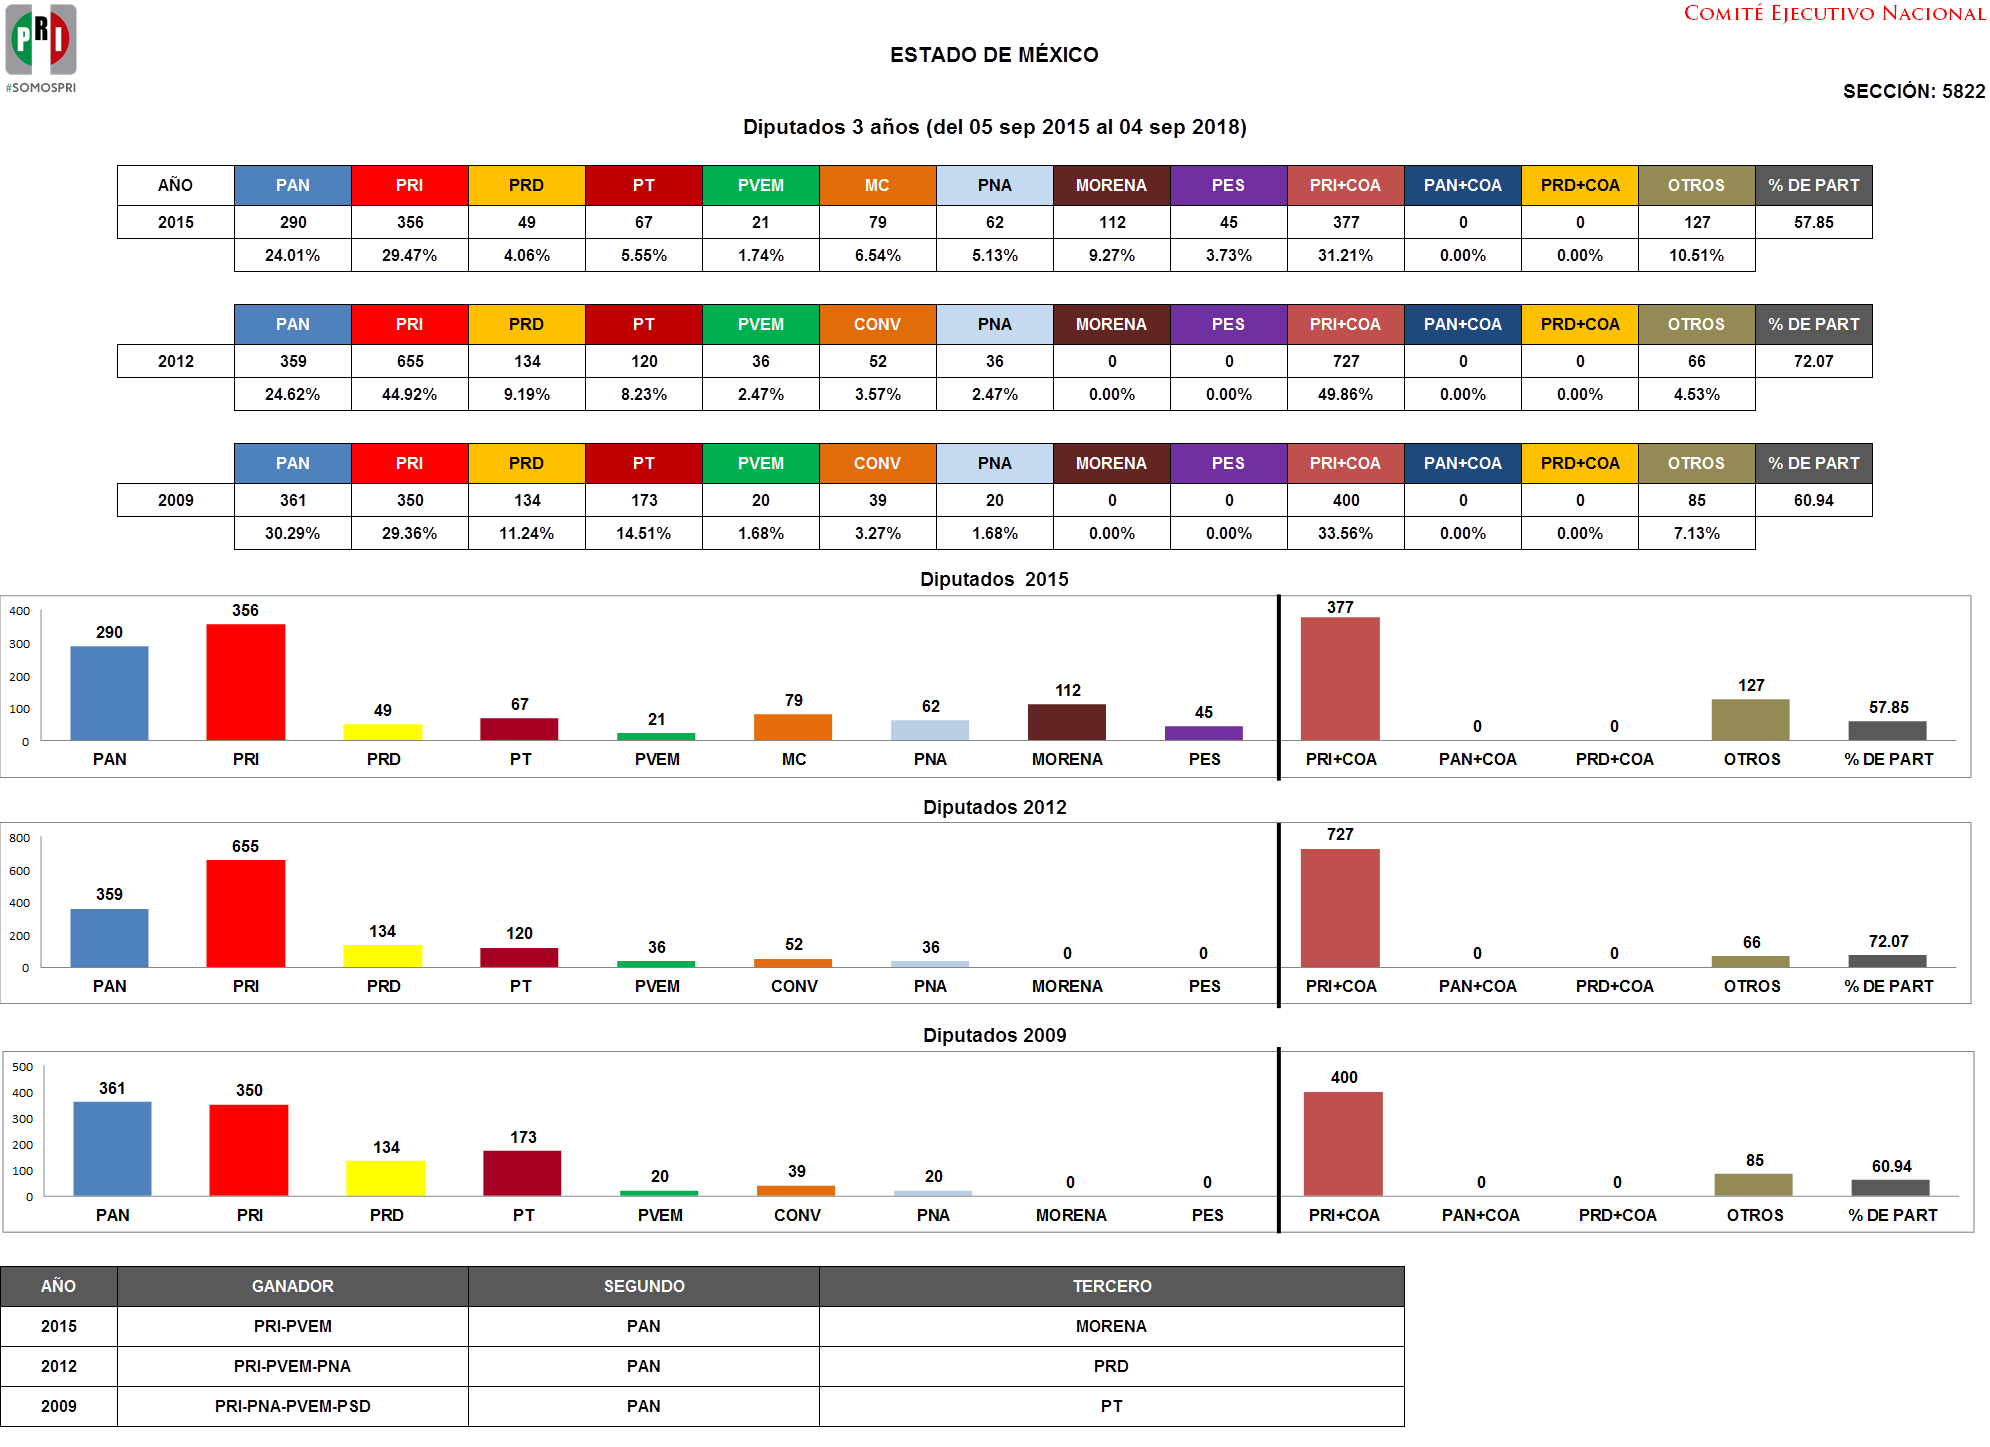 PRI
#SOMOSPRI
COMITÉ EJECUTIVO NACIONAL
ESTADO DE MÉXICO
SECCIÓN: 5822
Diputados 3 años (del 05 sep 2015 al 04 sep 2018)
AÑO PAN PRI PRD PT PVEM MC PNA MORENA PES PRI+COA PAN+COA PRD+COA OTROS % DE PART
2015 290 356 49 67 21 79 62 112 45 377 0 0 127 57.85
24.01% 29.47% 4.06% 5.55% 1.74% 6.54% 5.13% 9.27% 3.73% 31.21% 0.00% 0.00% 10.51%
PAN PRI PRD PT PVEM CONV PNA MORENA PES PRI+COA PAN+COA PRD+COA OTROS % DE PART
2012 359 655 134 120 36 52 36 0 0 727 0 0 66 72.07
24.62% 44.92% 9.19% 8.23% 2.47% 3.57% 2.47% 0.00% 0.00% 49.86% 0.00% 0.00% 4.53%
PAN PRI PRD PT PVEM CONV PNA MORENA PES PRI+COA PAN+COA PRD+COA OTROS % DE PART
2009 361 350 134 173 20 39 20 0 0 400 0 0 85 60.94
30.29% 29.36% 11.24% 14.51% 1.68% 3.27% 1.68% 0.00% 0.00% 33.56% 0.00% 0.00% 7.13%
Diputados 2015
400
300
200
100
0
290 356 49 67 21 79 62 112 45 377 0 0 127 57.85
PAN PRI PRD PT PVEM MC PNA MORENA PES PRI+COA PAN+COA PRD+COA OTROS % DE PART
Diputados 2012
800
600
400
200
0
359 655 134 120 36 52 36 0 0 727 0 0 66 72.07
PAN PRI PRD PT PVEM CONV PNA MORENA PES PRI+COA PAN+COA PRD+COA OTROS % DE PART
Diputados 2009
500
400
300
200
100
0
361 350 134 173 20 39 20 0 0 400 0 0 85 60.94
PAN PRI PRD PT PVEM CONV PNA MORENA PES PRI+COA PAN+COA PRD+COA OTROS % DE PART
AÑO GANADOR SEGUNDO TERCERO
2015 PRI-PVEM PAN MORENA
2012 PRI-PVEM-PNA PAN PRD
2009 PRI-PNA-PVEM-PSD PAN PT